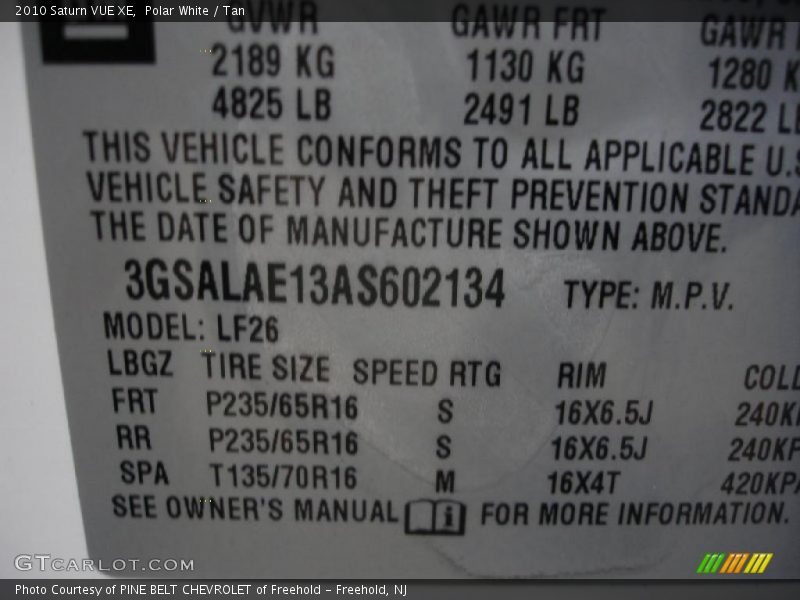 2010 Saturn VUE XE, Polar White / Tan
GVWR GAWR FRT GAWR
2189 KG 1130 KG 1280
4825 LB 2491 LB 2822
THIS VEHICLE CONFORMS TO ALL APPLICABLE U.S
VEHICLE SAFETY AND THEFT PREVENTION STANDA
THE DATE OF MANUFACTURE SHOWN ABOVE.
3GSALAE13AS602134 TYPE: M.P.V.
MODEL: LF26
LBGZ TIRE SIZE SPEED RTG RIM COLD
FRT P235/65R16 S 16X6.5J 240KP
RR P235/65R16 S 16X6.5J 240KP
SPA T135/70R16 M 16X4T 420KPA
SEE OWNER'S MANUAL i FOR MORE INFORMATION.
GTCARLOT.COM
Photo Courtesy of PINE BELT CHEVROLET of Freehold - Freehold, NJ